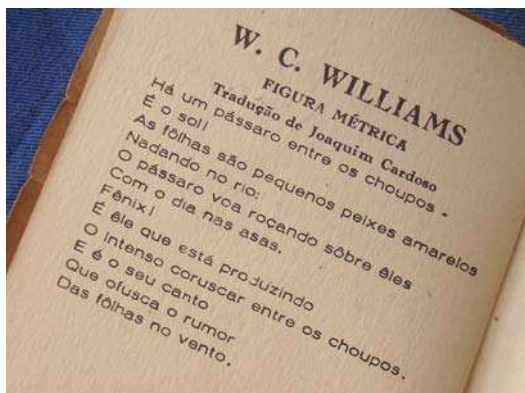 W. C. WILLIAMS
FIGURA MÉTRICA
Tradução de Joaquim Cardoso
Há um pássaro entre os choupos -
É o sol!
As fôlhas são pequenos peixes amarelos
Nadando no rio:
O pássaro voa roçando sôbre êles
Com o dia nas asas.
Fênix!
É êle que está produzindo
O intenso coruscar entre os choupos.
E é o seu canto
Que ofusca o rumor
Das fôlhas no vento.